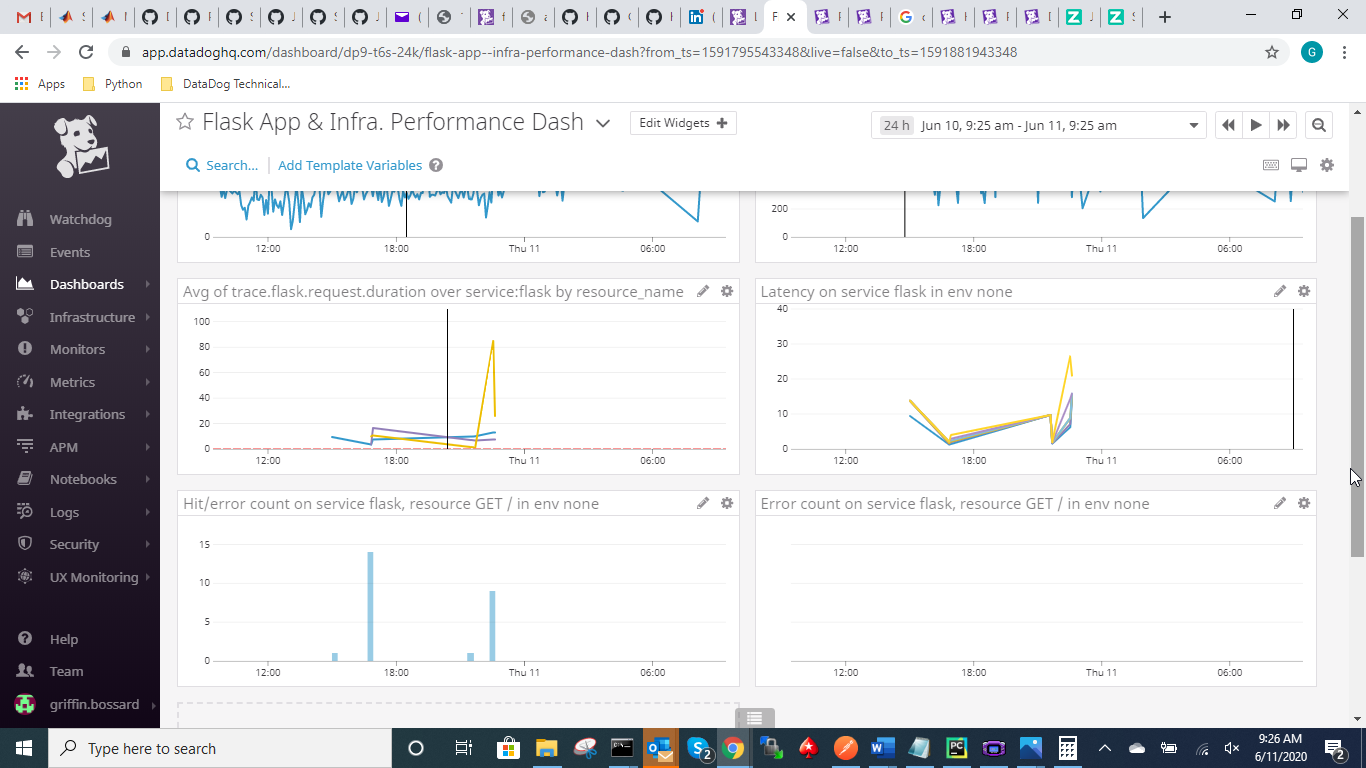 app.datadoghq.com/dashboard/dp9-t6s-24k/flask-app--infra-performance-dash?from_ts=1591795543348&live=false&to_ts=1591881943348
G
Apps
Python
DataDog Technical...
Flask App & Infra. Performance Dash
Edit Widgets +
24 h Jun 10, 9:25 am - Jun 11, 9:25 am
Search...
Add Template Variables
Watchdog
Events
Dashboards
Infrastructure
Monitors
Metrics
Integrations
APM
Notebooks
Logs
Security
UX Monitoring
Help
Team
griffin.bossard
0
12:00 18:00 Thu 11 06:00
200
0
12:00 18:00 Thu 11 06:00
Avg of trace.flask.request.duration over service:flask by resource_name
100
80
60
40
20
0
12:00 18:00 Thu 11 06:00
Latency on service flask in env none
40
30
20
10
0
12:00 18:00 Thu 11 06:00
Hit/error count on service flask, resource GET / in env none
15
10
5
0
12:00 18:00 Thu 11 06:00
Error count on service flask, resource GET / in env none
12:00 18:00 Thu 11 06:00
Type here to search
2
9:26 AM
6/11/2020
2